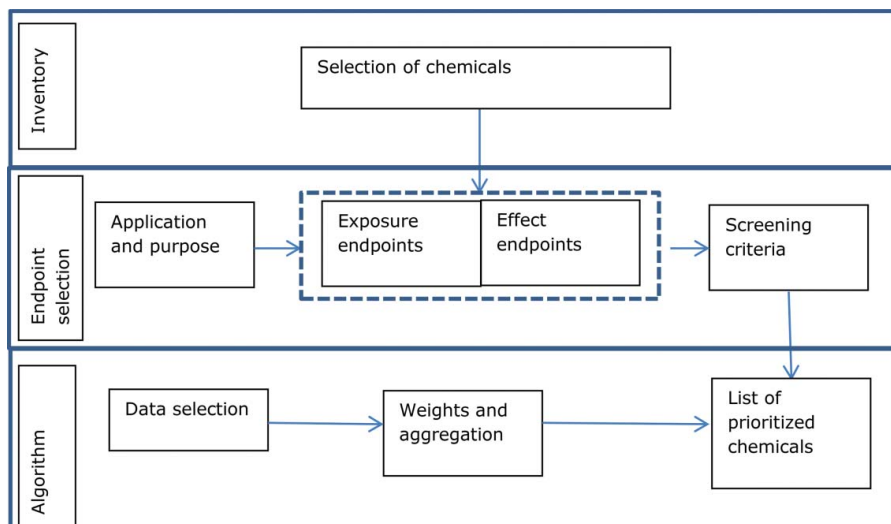 Inventory
Selection of chemicals
Endpoint
selection
Application
and purpose
Exposure
endpoints
Effect
endpoints
Screening
criteria
Algorithm
Data selection
Weights and
aggregation
List of
prioritized
chemicals